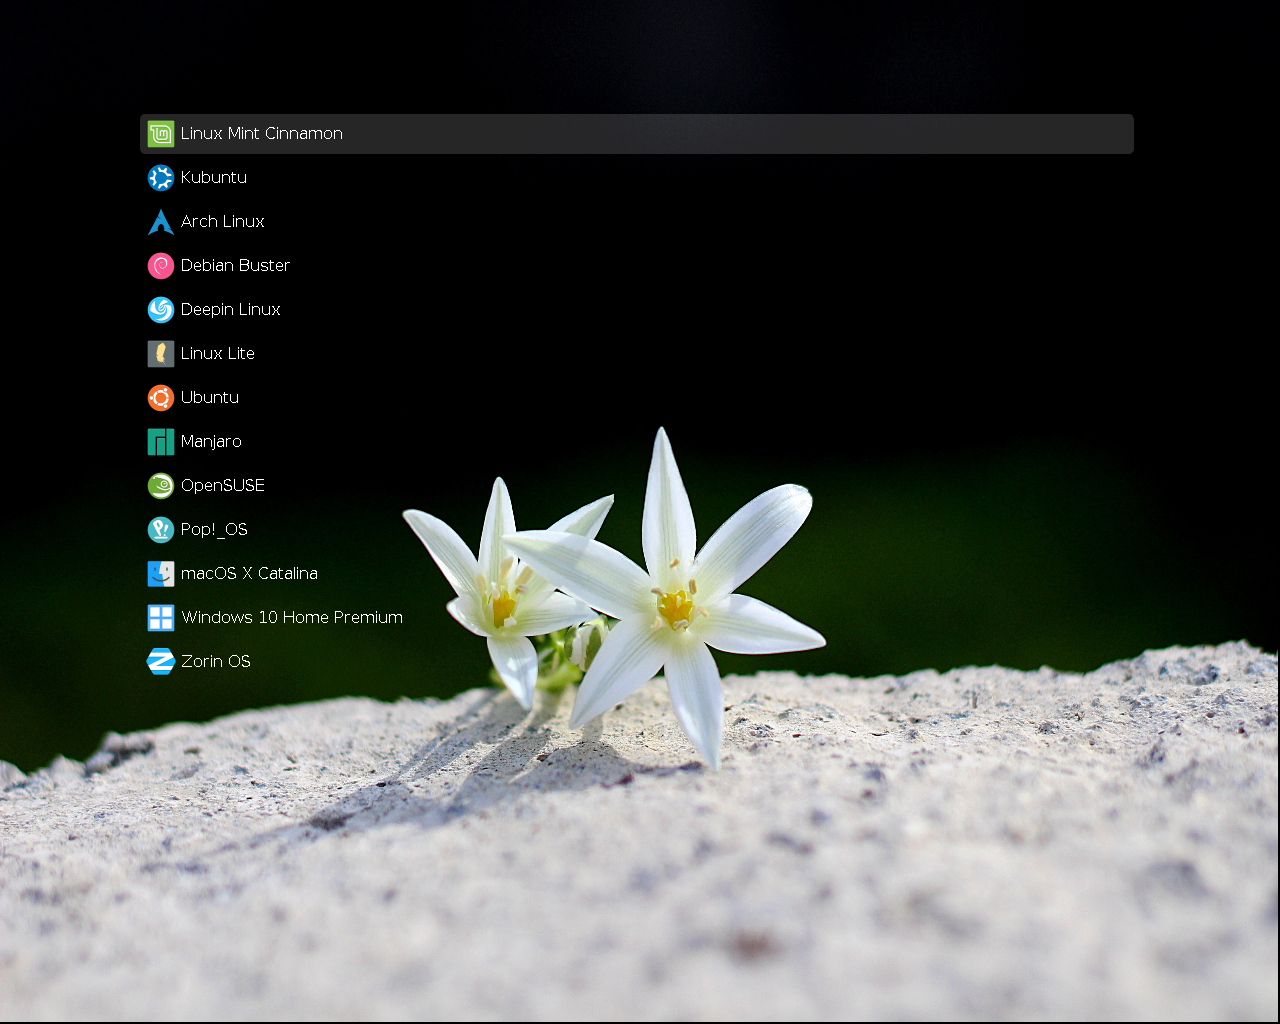 Linux Mint Cinnamon
Kubuntu
Arch Linux
Debian Buster
Deepin Linux
Linux Lite
Ubuntu
Manjaro
OpenSUSE
Pop!_OS
macOS X Catalina
Windows 10 Home Premium
Zorin OS